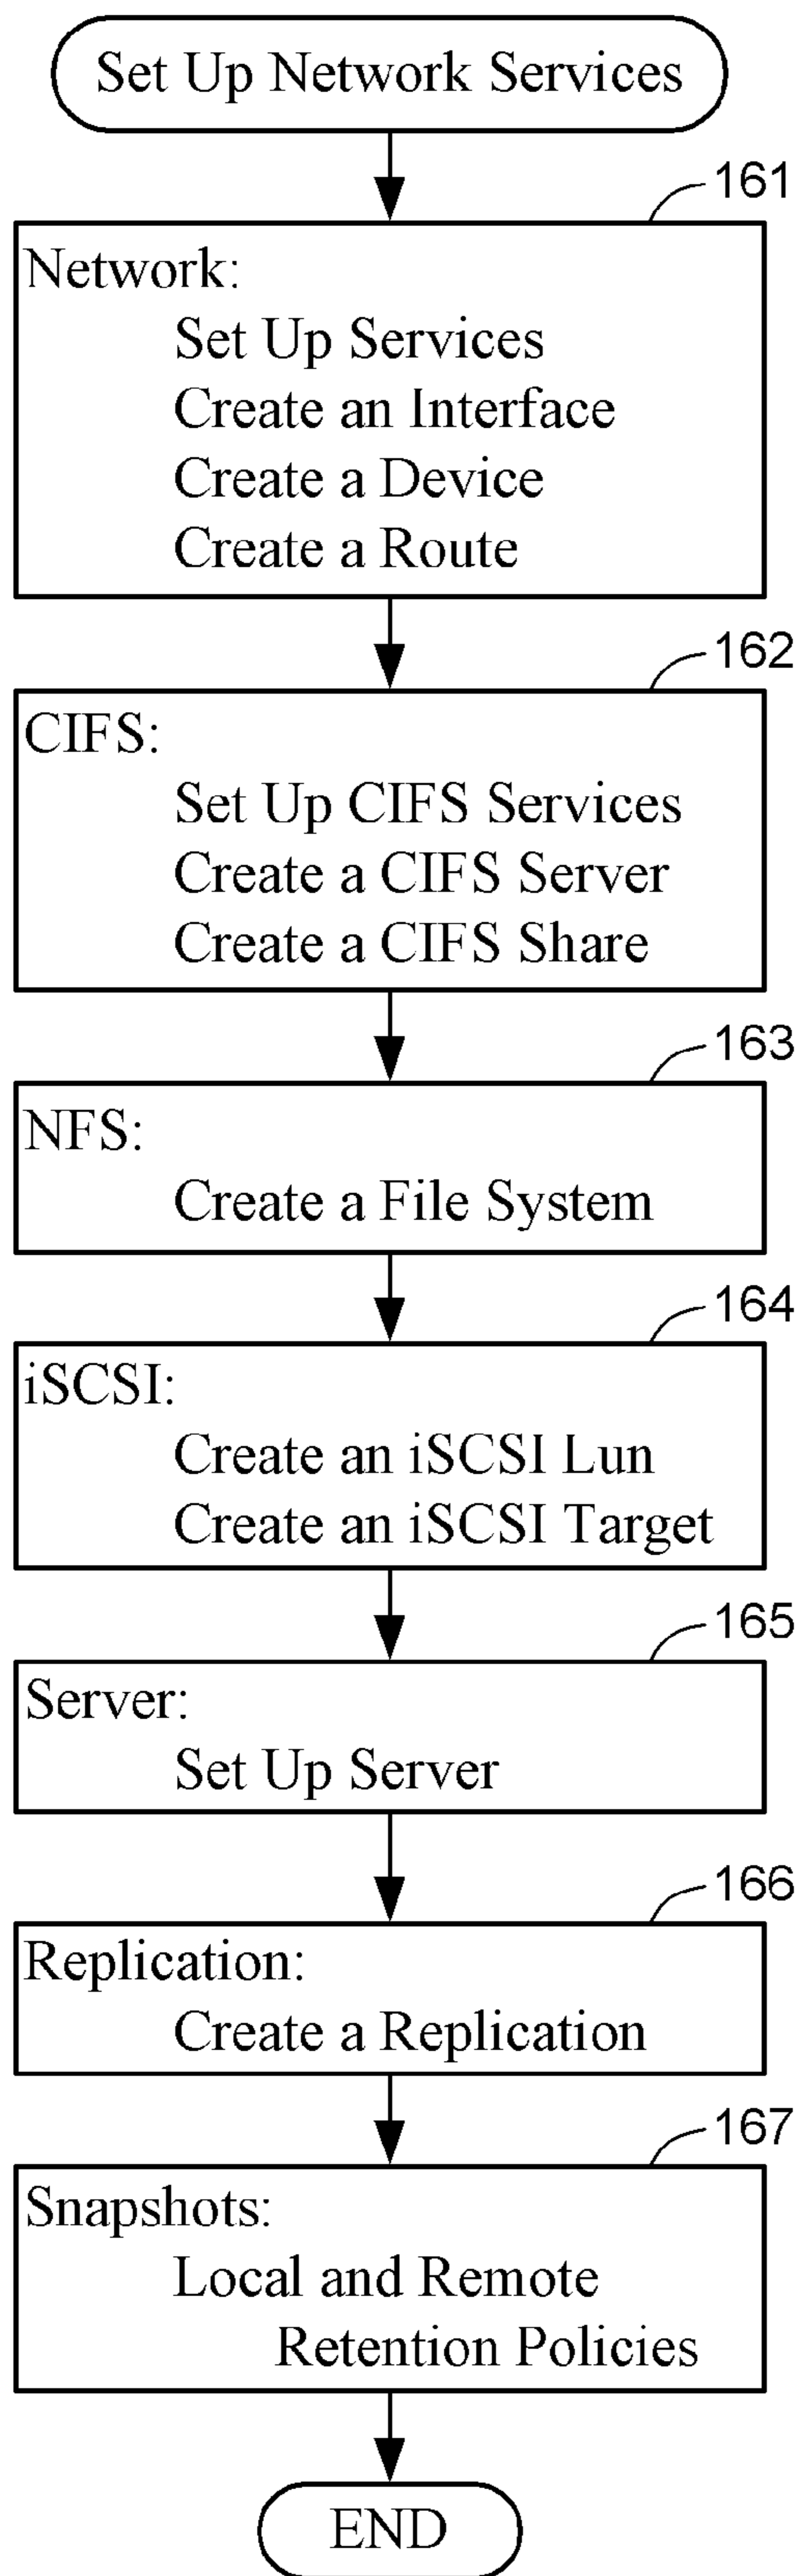 Set Up Network Services
161
Network:
Set Up Services
Create an Interface
Create a Device
Create a Route
162
CIFS:
Set Up CIFS Services
Create a CIFS Server
Create a CIFS Share
163
NFS:
Create a File System
164
iSCSI:
Create an iSCSI Lun
Create an iSCSI Target
165
Server:
Set Up Server
166
Replication:
Create a Replication
167
Snapshots:
Local and Remote
Retention Policies
END